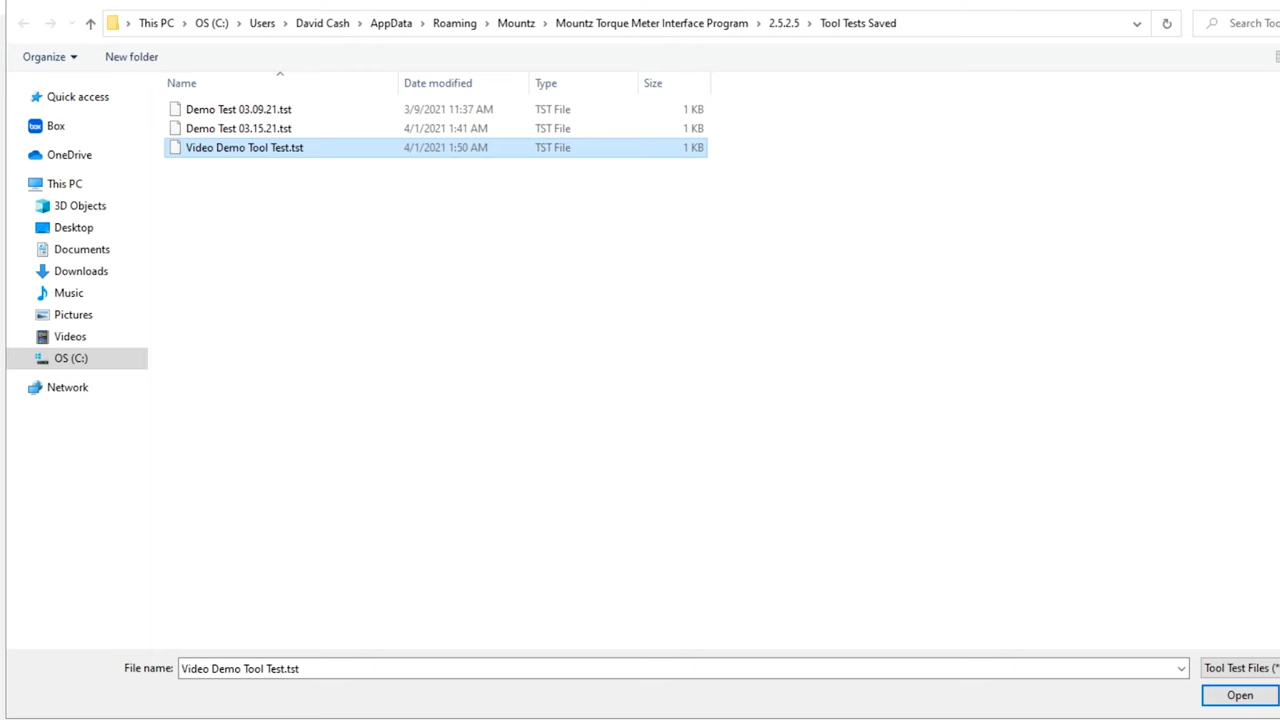 This PC > OS (C:) > Users > David Cash > AppData > Roaming > Mountz > Mountz Torque Meter Interface Program > 2.5.2.5 > Tool Tests Saved
Search Too
Organize New folder
Name Date modified Type Size
Demo Test 03.09.21.tst 3/9/2021 11:37 AM TST File 1 KB
Demo Test 03.15.21.tst 4/1/2021 1:41 AM TST File 1 KB
Video Demo Tool Test.tst 4/1/2021 1:50 AM TST File 1 KB
Quick access
box Box
OneDrive
This PC
3D Objects
Desktop
Documents
Downloads
Music
Pictures
Videos
OS (C:)
Network
File name: Video Demo Tool Test.tst Tool Test Files (*
Open